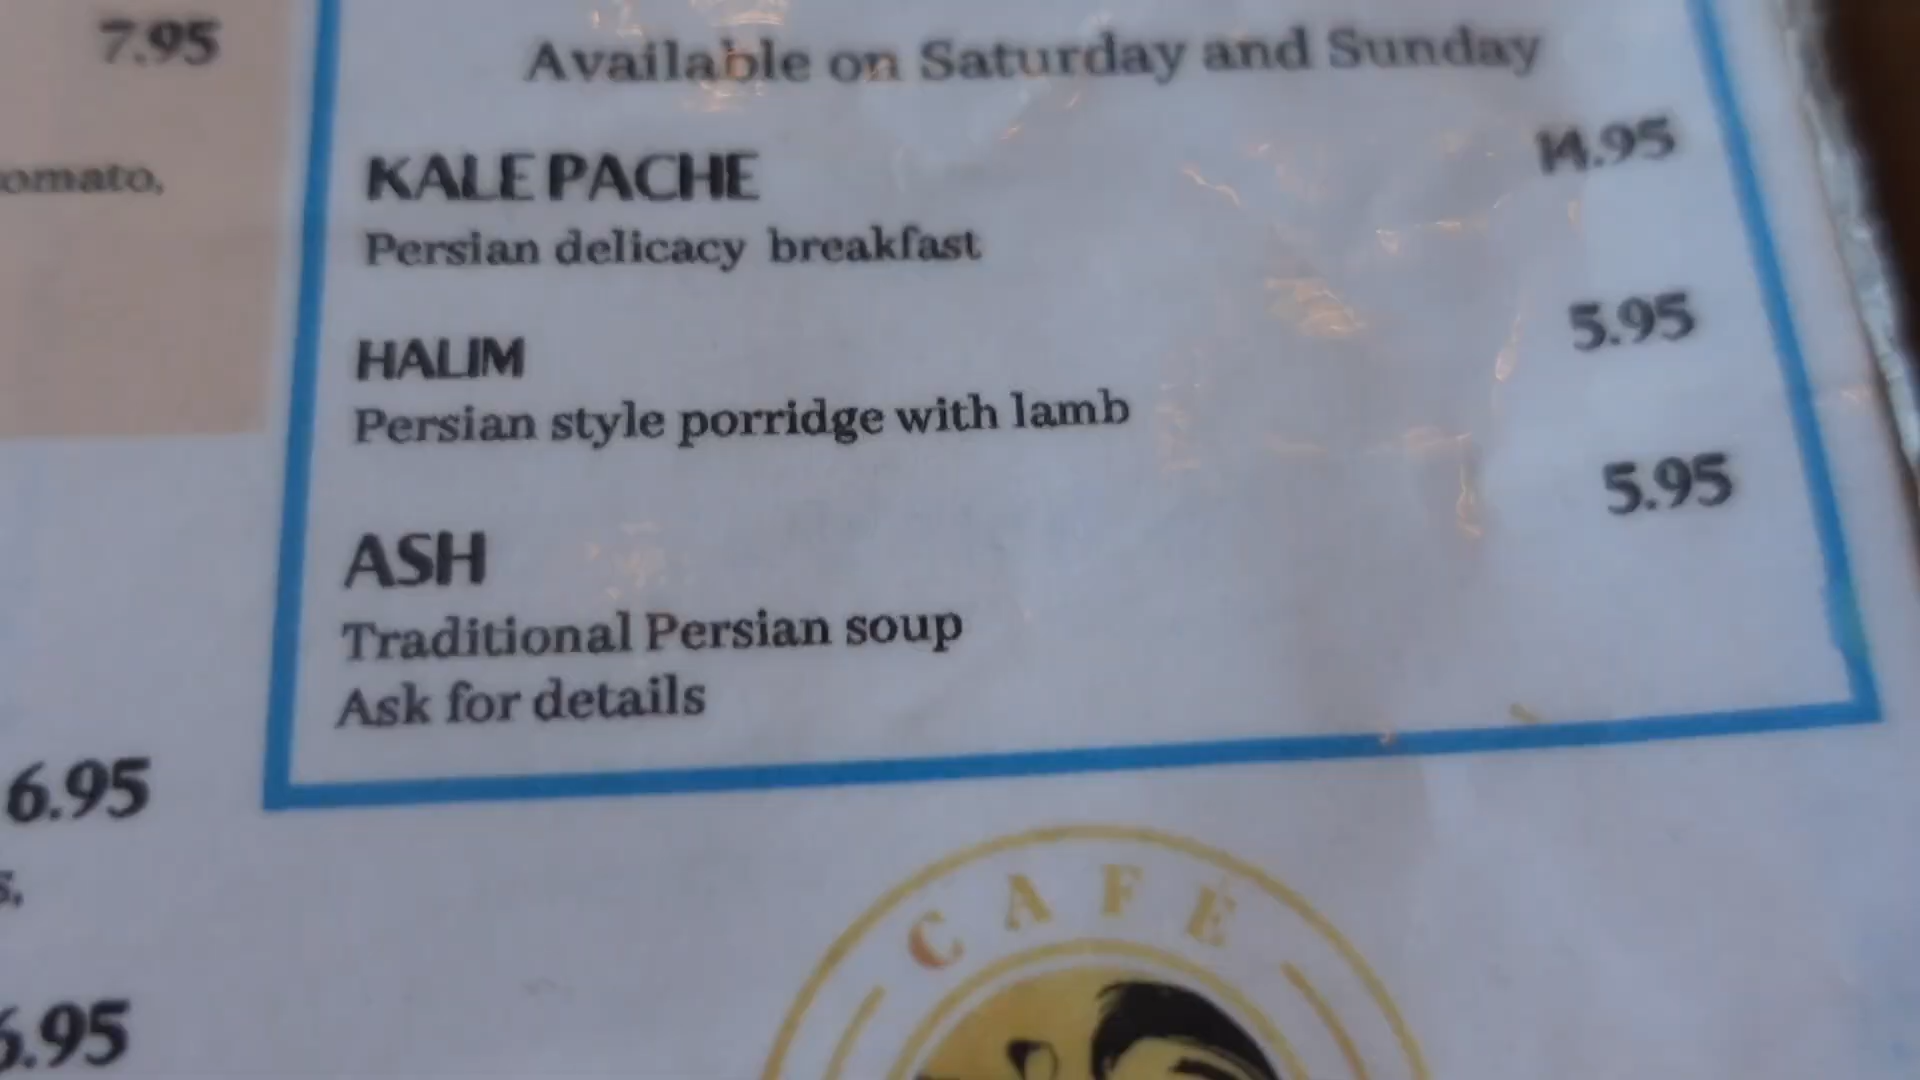 7.95
omato,
6.95
s,
6.95
Available on Saturday and Sunday
KALE PACHE 14.95
Persian delicacy breakfast
HALIM 5.95
Persian style porridge with lamb
ASH 5.95
Traditional Persian soup
Ask for details
CAFE